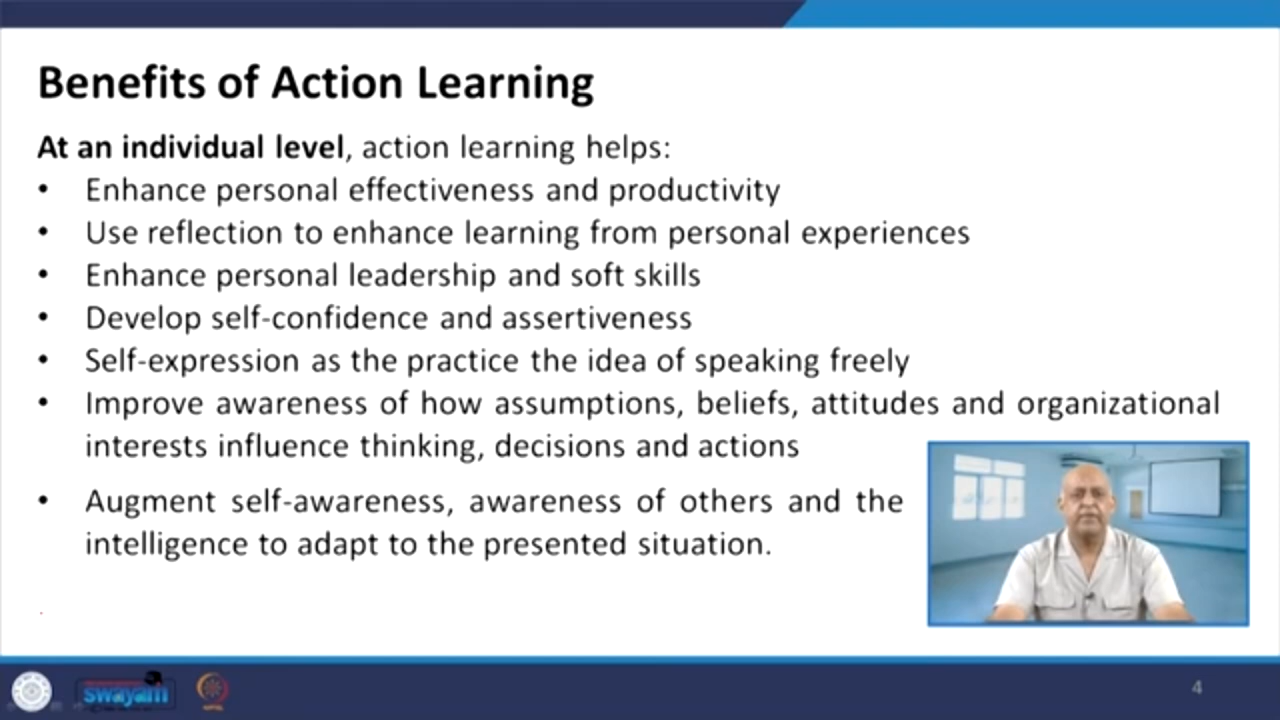 Benefits of Action Learning
At an individual level, action learning helps:
• Enhance personal effectiveness and productivity
• Use reflection to enhance learning from personal experiences
• Enhance personal leadership and soft skills
• Develop self-confidence and assertiveness
• Self-expression as the practice the idea of speaking freely
• Improve awareness of how assumptions, beliefs, attitudes and organizational
interests influence thinking, decisions and actions
• Augment self-awareness, awareness of others and the
intelligence to adapt to the presented situation.
swayam
4